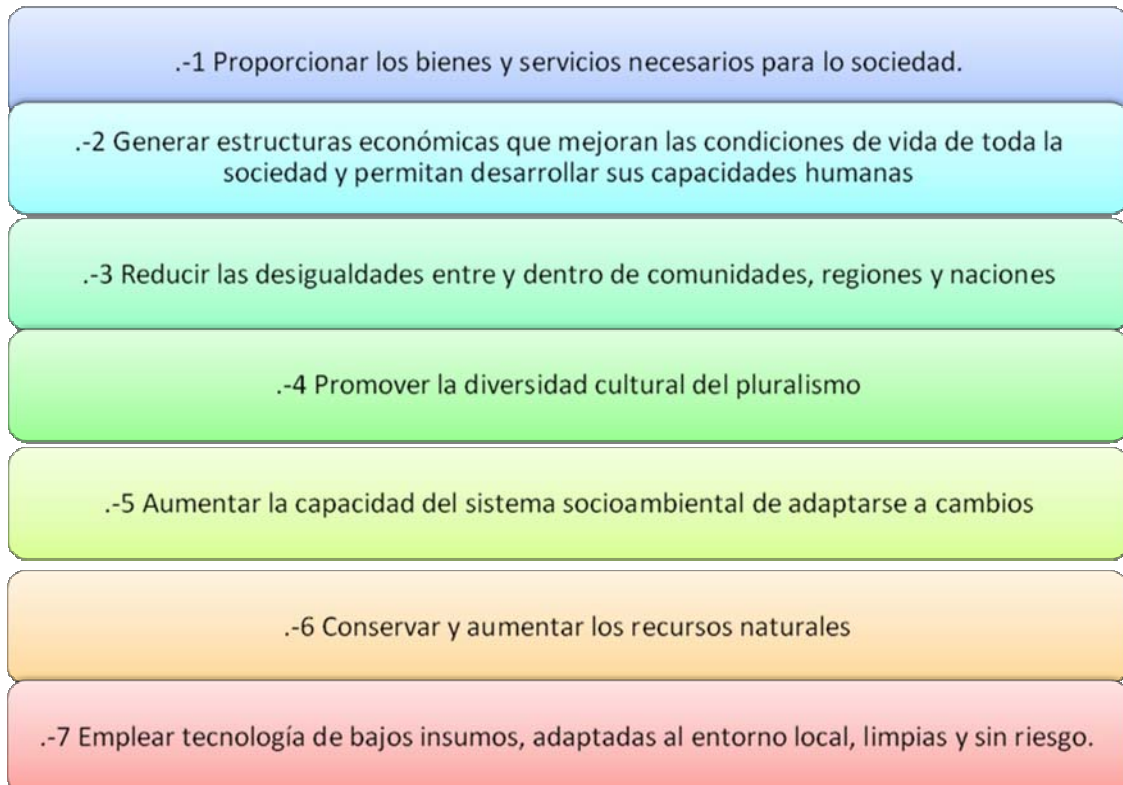 .-1 Proporcionar los bienes y servicios necesarios para lo sociedad.
.-2 Generar estructuras económicas que mejoran las condiciones de vida de toda la
sociedad y permitan desarrollar sus capacidades humanas
.-3 Reducir las desigualdades entre y dentro de comunidades, regiones y naciones
.-4 Promover la diversidad cultural del pluralismo
.-5 Aumentar la capacidad del sistema socioambiental de adaptarse a cambios
.-6 Conservar y aumentar los recursos naturales
.-7 Emplear tecnología de bajos insumos, adaptadas al entorno local, limpias y sin riesgo.